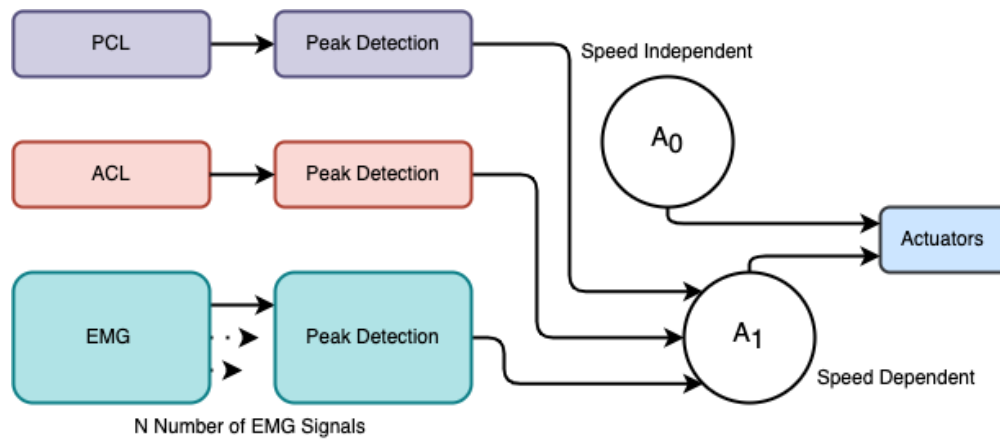 PCL
Peak Detection
Speed Independent
A0
ACL
Peak Detection
Actuators
EMG
Peak Detection
A1
Speed Dependent
N Number of EMG Signals